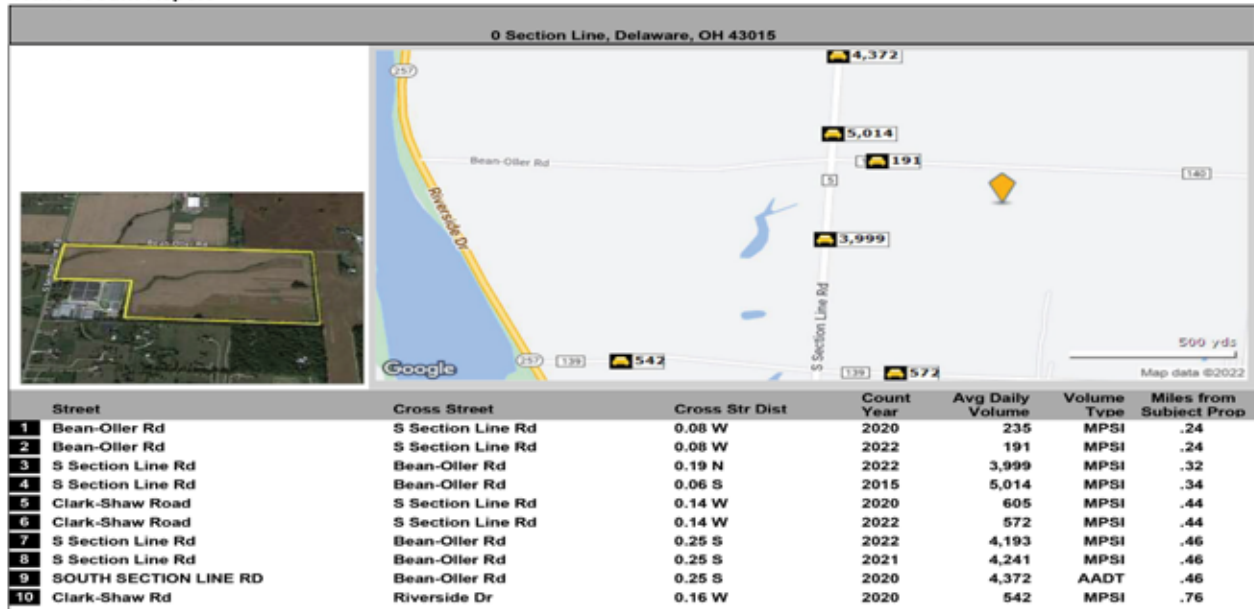 0 Section Line, Delaware, OH 43015
4,372
257
5,014
Bean-Oller Rd
191
140
5
Riverside Dr
3,999
S Section Line Rd
Bean-Oller Rd
S Section Line Rd
500 yds
257
139
542
139
572
Google
Map data ©2022
Street Cross Street Cross Str Dist Count Year Avg Daily Volume Volume Type Miles from Subject Prop
1 Bean-Oller Rd S Section Line Rd 0.08 W 2020 235 MPSI .24
2 Bean-Oller Rd S Section Line Rd 0.08 W 2022 191 MPSI .24
3 S Section Line Rd Bean-Oller Rd 0.19 N 2022 3,999 MPSI .32
4 S Section Line Rd Bean-Oller Rd 0.06 S 2015 5,014 MPSI .34
5 Clark-Shaw Road S Section Line Rd 0.14 W 2020 605 MPSI .44
6 Clark-Shaw Road S Section Line Rd 0.14 W 2022 572 MPSI .44
7 S Section Line Rd Bean-Oller Rd 0.25 S 2022 4,193 MPSI .46
8 S Section Line Rd Bean-Oller Rd 0.25 S 2021 4,241 MPSI .46
9 SOUTH SECTION LINE RD Bean-Oller Rd 0.25 S 2020 4,372 AADT .46
10 Clark-Shaw Rd Riverside Dr 0.16 W 2020 542 MPSI .76